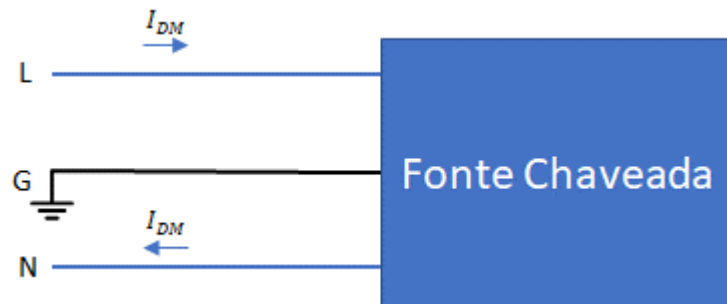 I_DM
L
G
Fonte Chaveada
I_DM
N